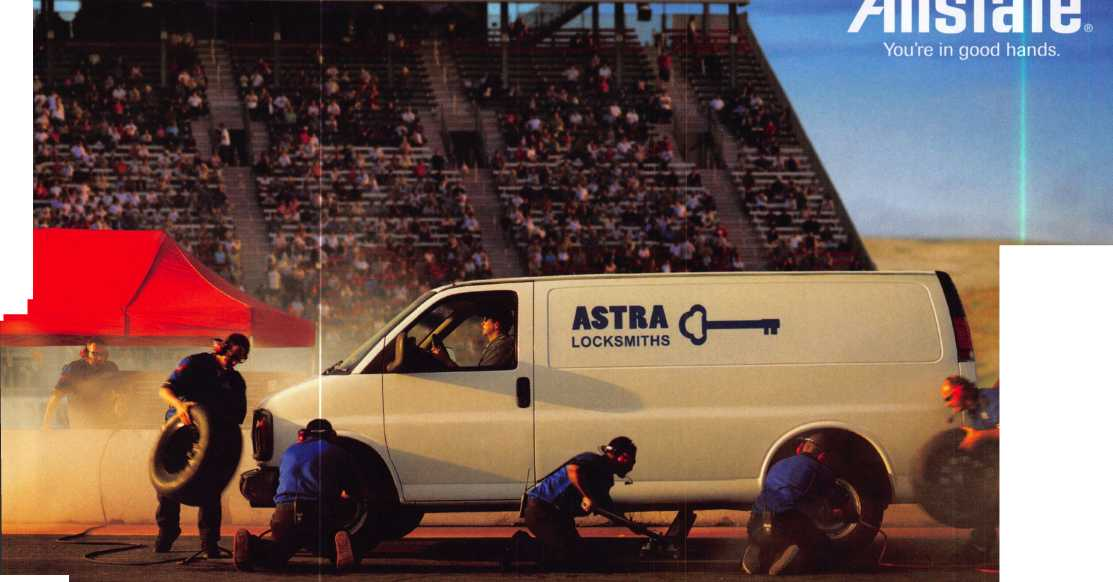 Allstate®
You're in good hands.
ASTRA
LOCKSMITHS